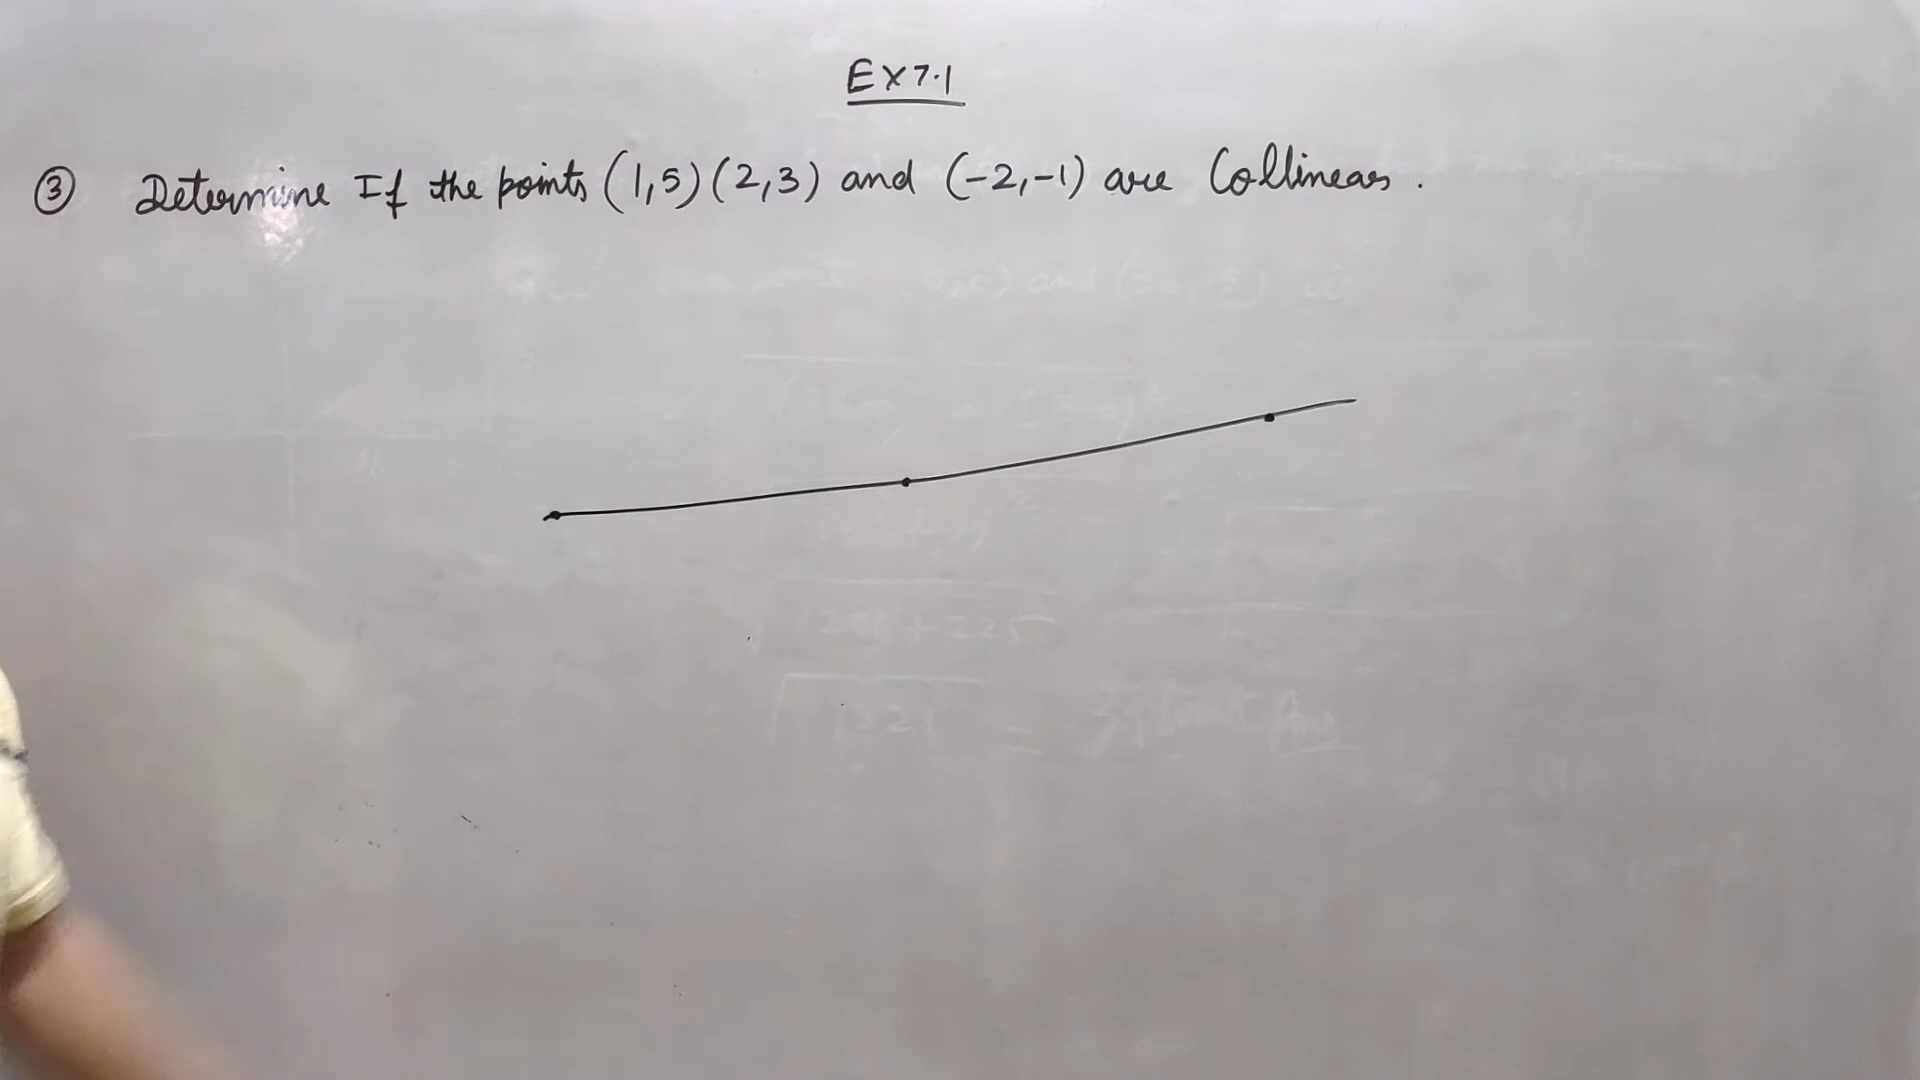 Ex 7.1
③ Determine If the points (1,5) (2,3) and (-2,-1) are Collinear.